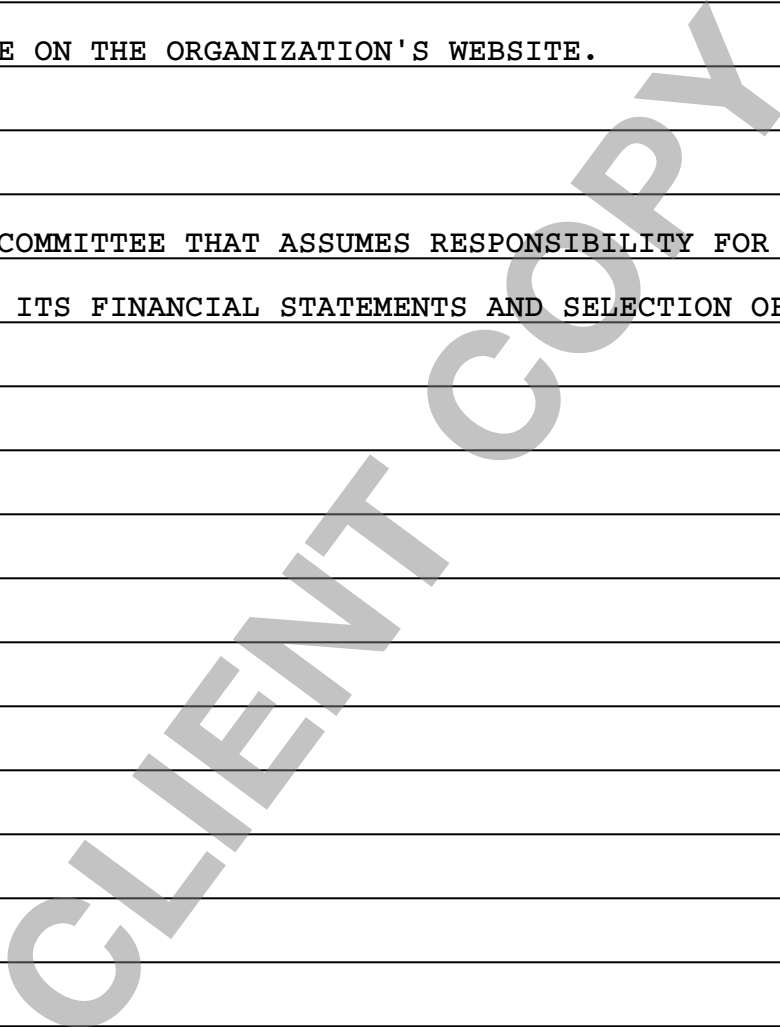 E ON THE ORGANIZATION'S WEBSITE.
COMMITTEE THAT ASSUMES RESPONSIBILITY FOR
ITS FINANCIAL STATEMENTS AND SELECTION OF
CLIENT COPY